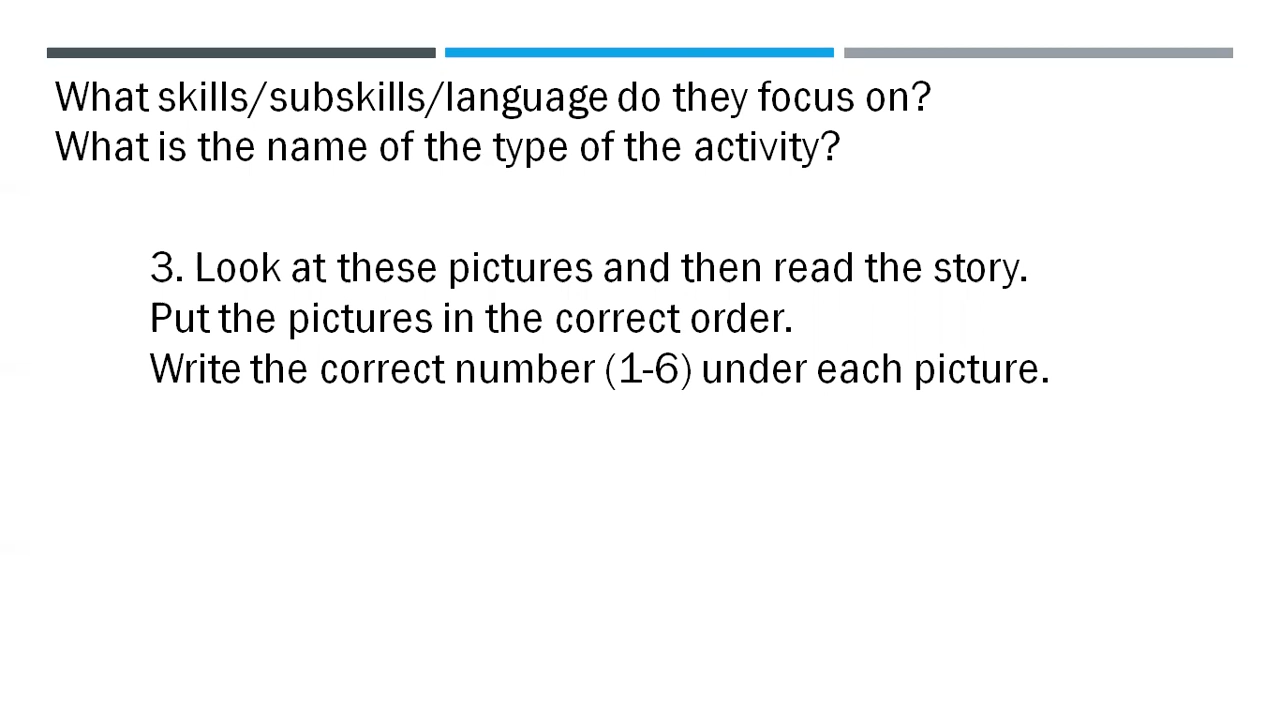 What skills/subskills/language do they focus on?
What is the name of the type of the activity?
3. Look at these pictures and then read the story.
Put the pictures in the correct order.
Write the correct number (1-6) under each picture.